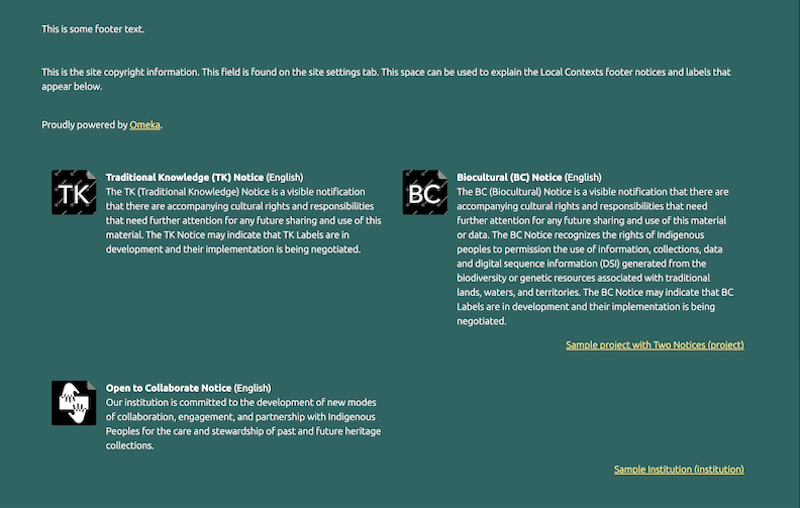 This is some footer text.
This is the site copyright information. This field is found on the site settings tab. This space can be used to explain the Local Contexts footer notices and labels that
appear below.
Proudly powered by Omeka.
TK
Traditional Knowledge (TK) Notice (English)
The TK (Traditional Knowledge) Notice is a visible notification
that there are accompanying cultural rights and responsibilities
that need further attention for any future sharing and use of this
material. The TK Notice may indicate that TK Labels are in
development and their implementation is being negotiated.
BC
Biocultural (BC) Notice (English)
The BC (Biocultural) Notice is a visible notification that there are
accompanying cultural rights and responsibilities that need
further attention for any future sharing and use of this material
or data. The BC Notice recognizes the rights of Indigenous
peoples to permission the use of information, collections, data
and digital sequence information (DSI) generated from the
biodiversity or genetic resources associated with traditional
lands, waters, and territories. The BC Notice may indicate that BC
Labels are in development and their implementation is being
negotiated.
Sample project with Two Notices (project)
Open to Collaborate Notice (English)
Our institution is committed to the development of new modes
of collaboration, engagement, and partnership with Indigenous
Peoples for the care and stewardship of past and future heritage
collections.
Sample Institution (institution)